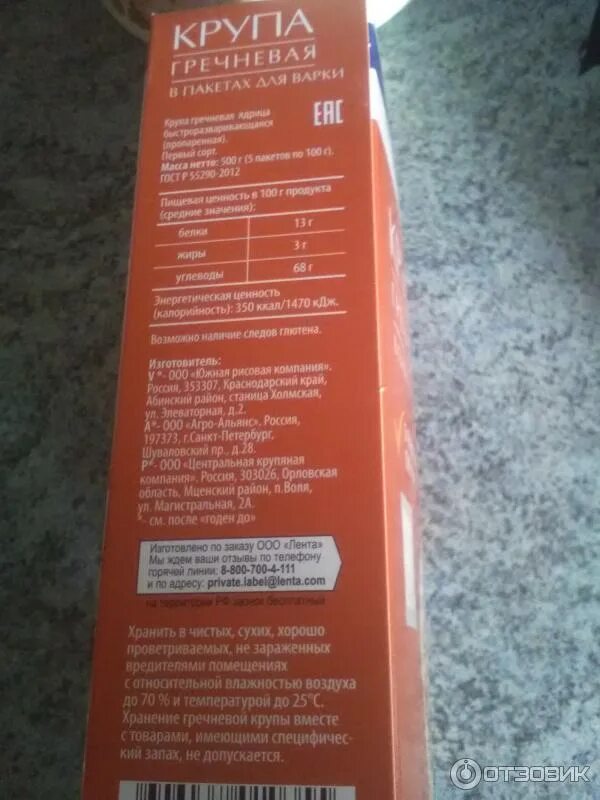 КРУПА
ГРЕЧНЕВАЯ
В ПАКЕТАХ ДЛЯ ВАРКИ
EAC
Крупа гречневая ядрица
быстроразваривающаяся
(пропаренная).
Первый сорт.
Масса нетто: 500 г (5 пакетов по 100 г).
ГОСТ Р 55290-2012
Пищевая ценность в 100 г продукта
(средние значения):
белки 13 г
жиры 3 г
углеводы 68 г
Энергетическая ценность
(калорийность): 350 ккал/1470 кДж.
Возможно наличие следов глютена.
Изготовитель:
У*- ООО «Южная рисовая компания».
Россия, 353307, Краснодарский край,
Абинский район, станица Холмская,
ул. Элеваторная, д.2.
А*- ООО «Агро-Альянс». Россия,
197373, г.Санкт-Петербург,
Шуваловский пр., д.28.
Р*- ООО «Центральная крупяная
компания». Россия, 303026, Орловская
область, Мценский район, п.Воля,
ул. Магистральная, 2А.
*- см. после «годен до»
Изготовлено по заказу ООО «Лента»
Мы ждем ваши отзывы по телефону
горячей линии: 8-800-700-4-111
и по адресу: private.label@lenta.com
на территории РФ звонок бесплатный
Хранить в чистых, сухих, хорошо
проветриваемых, не зараженных
вредителями помещениях
с относительной влажностью воздуха
до 70 % и температурой до 25°C.
Хранение гречневой крупы вместе
с товарами, имеющими специфичес-
кий запах, не допускается.
ОТЗОВИК